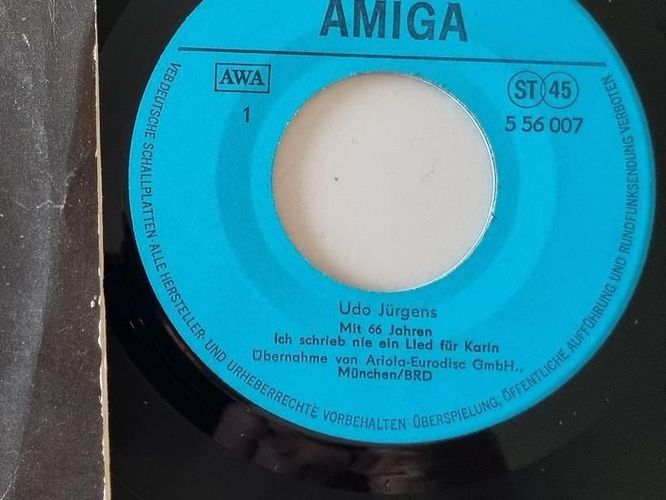 AMIGA
AWA
ST 45
1
5 56 007
Udo Jürgens
Mit 66 Jahren
Ich schrieb nie ein Lied für Karin
Übernahme von Ariola-Eurodisc GmbH.,
München/BRD
VEB DEUTSCHE SCHALLPLATTEN · ALLE HERSTELLER- UND URHEBERRECHTE VORBEHALTEN · ÜBERSPIELUNG, ÖFFENTLICHE AUFFÜHRUNG UND RUNDFUNKSENDUNG VERBOTEN